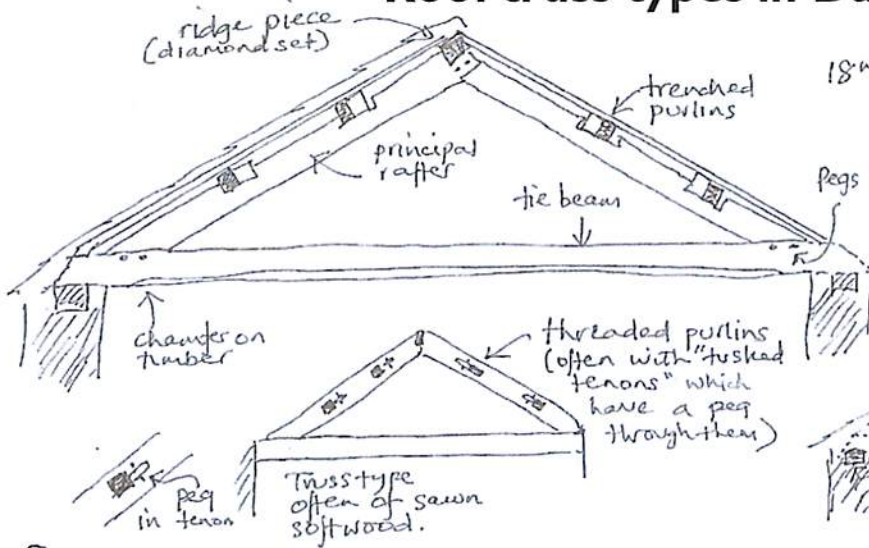 Roof truss types in
ridge piece
(diamond set)
18
trenched
purlins
principal
rafter
tie beam
pegs
chamfer on
timber
threaded purlins
(often with "tusked
tenons" which
have a peg
through them)
peg
in tenon
Truss type
often of sawn
softwood.